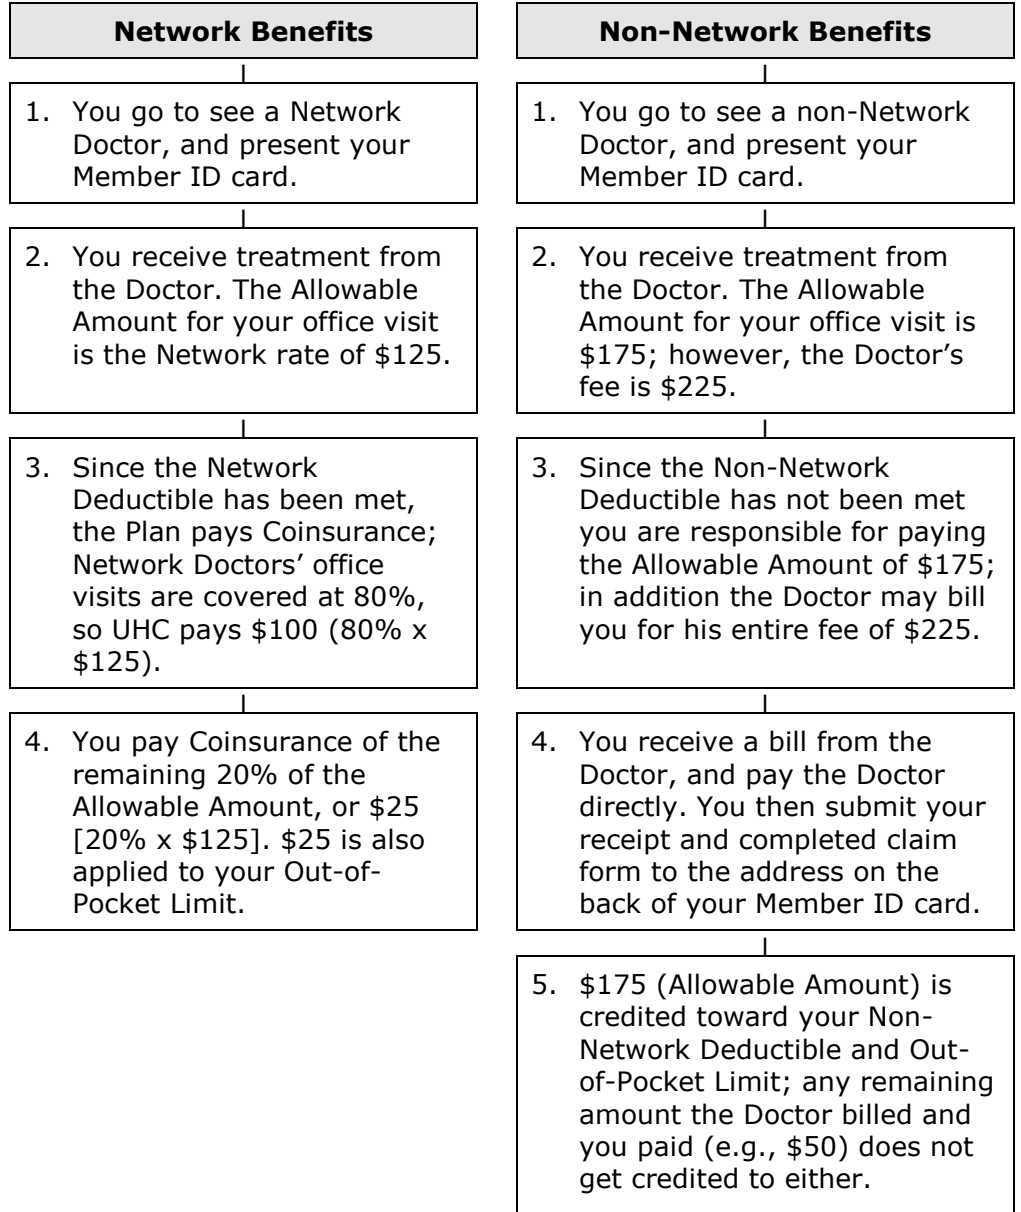 Network Benefits
1. You go to see a Network
Doctor, and present your
Member ID card.
2. You receive treatment from
the Doctor. The Allowable
Amount for your office visit
is the Network rate of $125.
3. Since the Network
Deductible has been met,
the Plan pays Coinsurance;
Network Doctors’ office
visits are covered at 80%,
so UHC pays $100 (80% x
$125).
4. You pay Coinsurance of the
remaining 20% of the
Allowable Amount, or $25
[20% x $125]. $25 is also
applied to your Out-of-
Pocket Limit.
Non-Network Benefits
1. You go to see a non-Network
Doctor, and present your
Member ID card.
2. You receive treatment from
the Doctor. The Allowable
Amount for your office visit is
$175; however, the Doctor’s
fee is $225.
3. Since the Non-Network
Deductible has not been met
you are responsible for paying
the Allowable Amount of $175;
in addition the Doctor may bill
you for his entire fee of $225.
4. You receive a bill from the
Doctor, and pay the Doctor
directly. You then submit your
receipt and completed claim
form to the address on the
back of your Member ID card.
5. $175 (Allowable Amount) is
credited toward your Non-
Network Deductible and Out-
of-Pocket Limit; any remaining
amount the Doctor billed and
you paid (e.g., $50) does not
get credited to either.